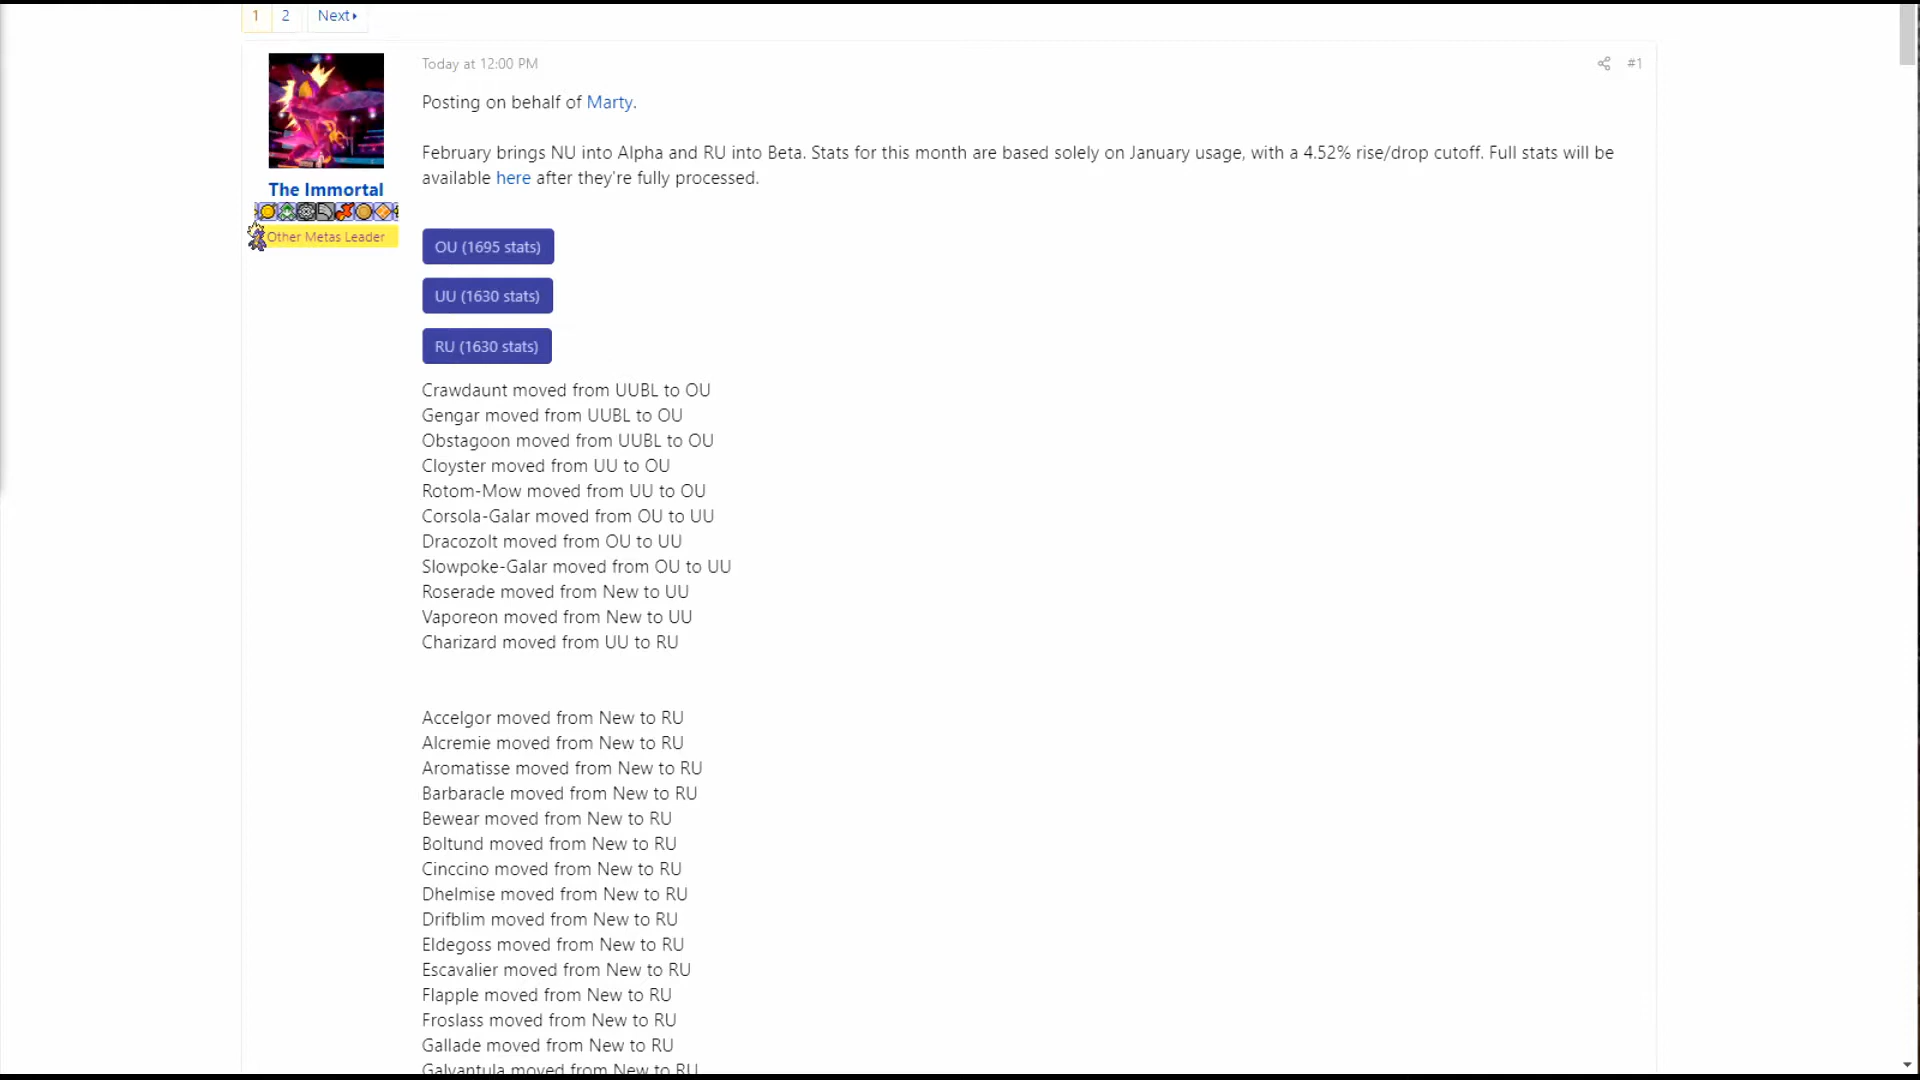 1 2 Next
Today at 12:00 PM
#1
Posting on behalf of Marty.
February brings NU into Alpha and RU into Beta. Stats for this month are based solely on January usage, with a 4.52% rise/drop cutoff. Full stats will be
available here after they're fully processed.
The Immortal
Other Metas Leader
OU (1695 stats)
UU (1630 stats)
RU (1630 stats)
Crawdaunt moved from UUBL to OU
Gengar moved from UUBL to OU
Obstagoon moved from UUBL to OU
Cloyster moved from UU to OU
Rotom-Mow moved from UU to OU
Corsola-Galar moved from OU to UU
Dracozolt moved from OU to UU
Slowpoke-Galar moved from OU to UU
Roserade moved from New to UU
Vaporeon moved from New to UU
Charizard moved from UU to RU
Accelgor moved from New to RU
Alcremie moved from New to RU
Aromatisse moved from New to RU
Barbaracle moved from New to RU
Bewear moved from New to RU
Boltund moved from New to RU
Cinccino moved from New to RU
Dhelmise moved from New to RU
Drifblim moved from New to RU
Eldegoss moved from New to RU
Escavalier moved from New to RU
Flapple moved from New to RU
Froslass moved from New to RU
Gallade moved from New to RU
Galvantula moved from New to RU